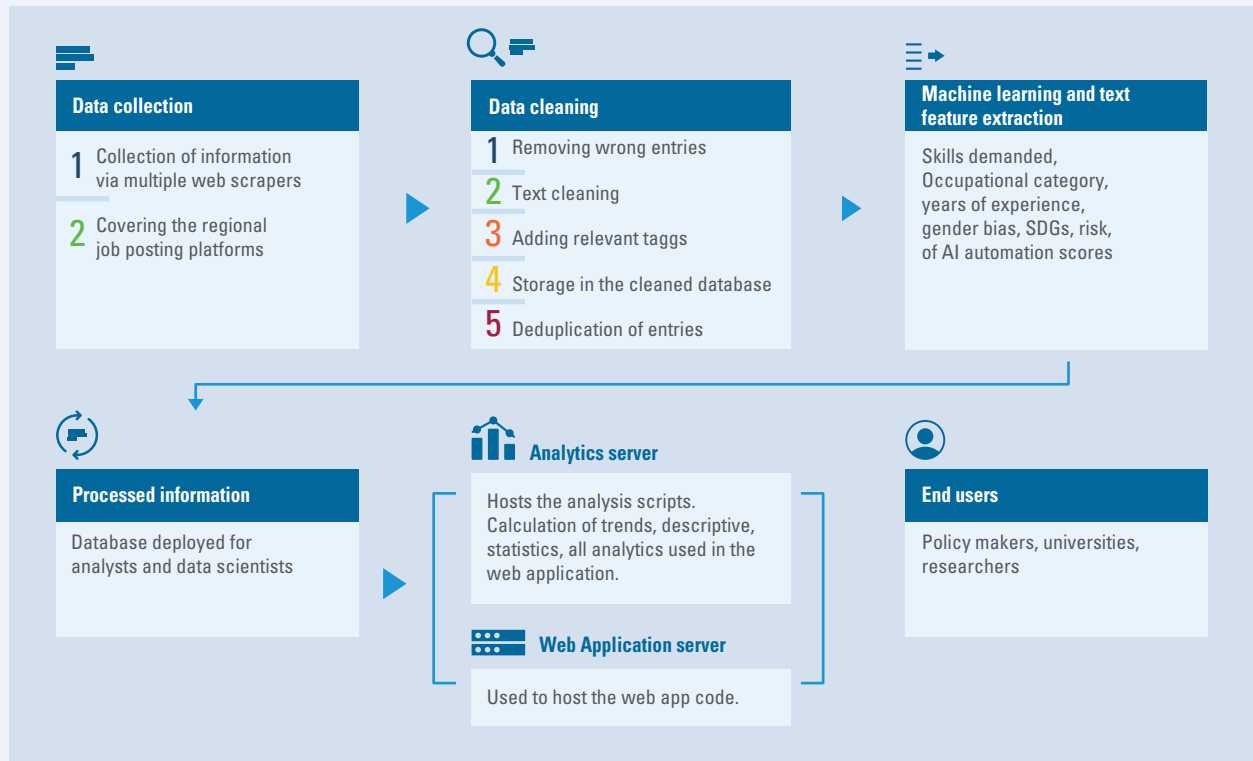 Data collection
1 Collection of information
via multiple web scrapers
2 Covering the regional
job posting platforms
Data cleaning
1 Removing wrong entries
2 Text cleaning
3 Adding relevant taggs
4 Storage in the cleaned database
5 Deduplication of entries
Machine learning and text
feature extraction
Skills demanded,
Occupational category,
years of experience,
gender bias, SDGs, risk,
of AI automation scores
Processed information
Database deployed for
analysts and data scientists
Analytics server
Hosts the analysis scripts.
Calculation of trends, descriptive,
statistics, all analytics used in the
web application.
Web Application server
Used to host the web app code.
End users
Policy makers, universities,
researchers